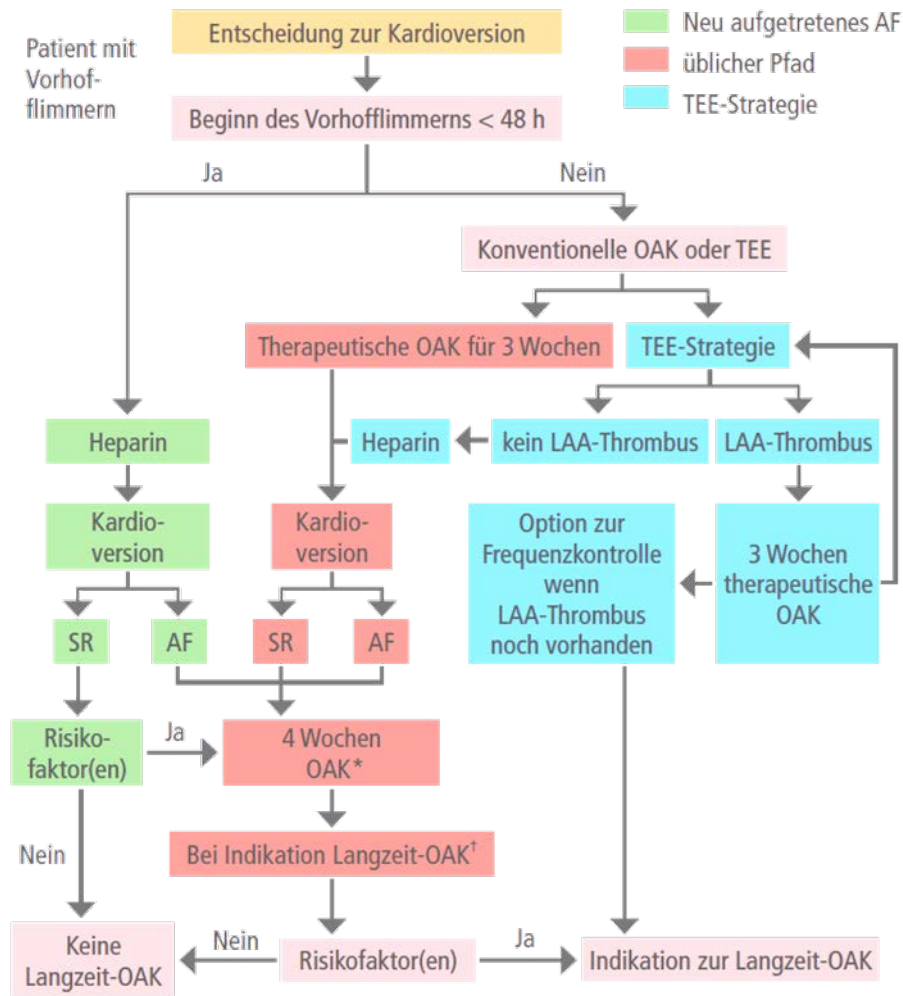 Patient mit
Vorhof-
flimmern
Entscheidung zur Kardioversion
Neu aufgetretenes AF
üblicher Pfad
TEE-Strategie
Beginn des Vorhofflimmerns < 48 h
Ja
Nein
Konventionelle OAK oder TEE
Therapeutische OAK für 3 Wochen
TEE-Strategie
Heparin
Heparin
kein LAA-Thrombus
LAA-Thrombus
Kardio-
version
Kardio-
version
Option zur
Frequenzkontrolle
wenn
LAA-Thrombus
noch vorhanden
3 Wochen
therapeutische
OAK
SR
AF
SR
AF
Risiko-
faktor(en)
Ja
4 Wochen
OAK*
Nein
Bei Indikation Langzeit-OAK†
Keine
Langzeit-OAK
Nein
Risikofaktor(en)
Ja
Indikation zur Langzeit-OAK